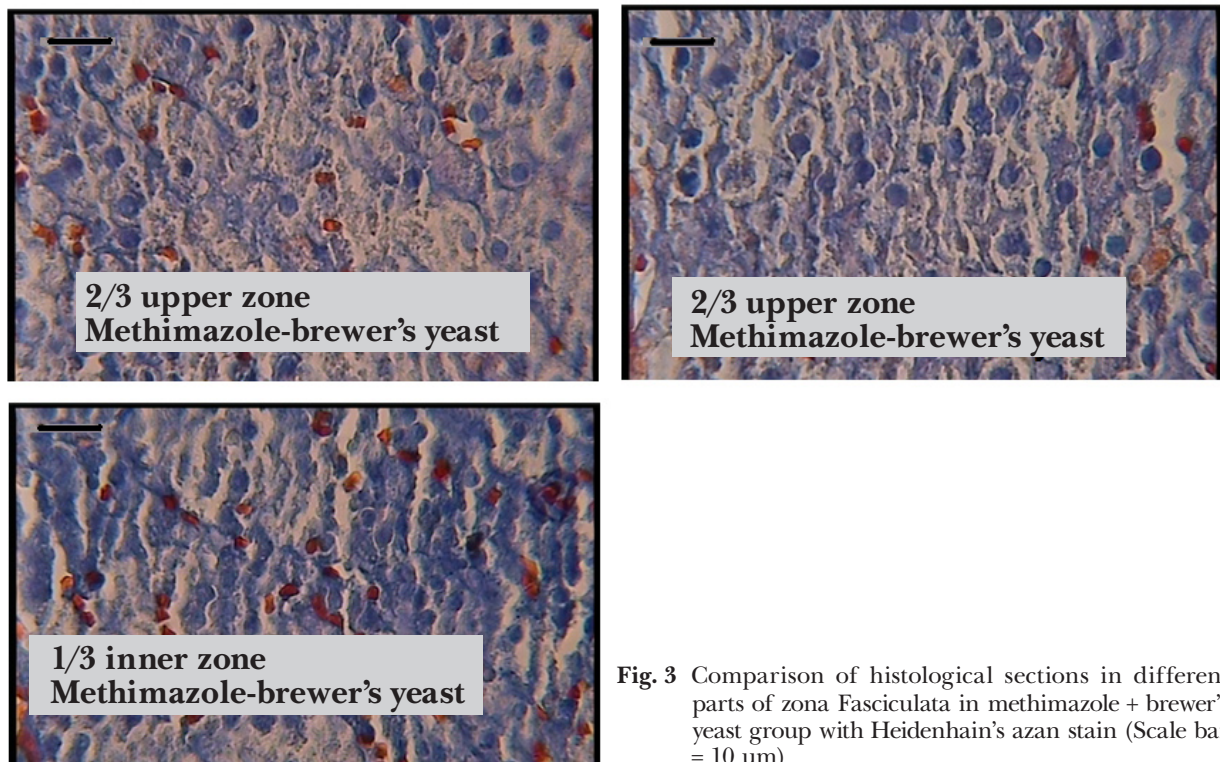 2/3 upper zone
Methimazole-brewer's yeast
2/3 upper zone
Methimazole-brewer's yeast
1/3 inner zone
Methimazole-brewer's yeast
Fig. 3 Comparison of histological sections in differen
parts of zona Fasciculata in methimazole + brewer'
yeast group with Heidenhain's azan stain (Scale ba
= 10 µm)